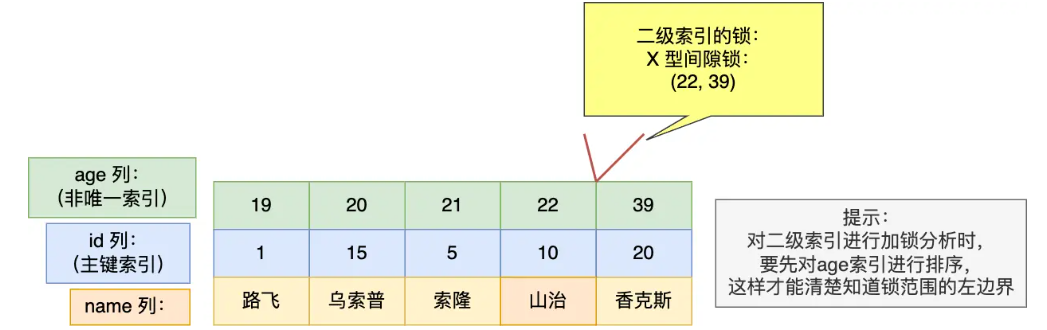 二级索引的锁：
X 型间隙锁：
(22, 39)
age 列：
（非唯一索引）
19 20 21 22 39
id 列：
（主键索引）
1 15 5 10 20
name 列：
路飞 乌索普 索隆 山治 香克斯
提示：
对二级索引进行加锁分析时，
要先对age索引进行排序，
这样才能清楚知道锁范围的左边界